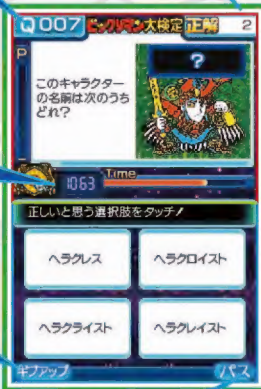 Q007 ビックリマン大検定 正解 2
P
?
このキャラクター
の名前は次のうち
どれ?
Time
1063
正しいと思う選択肢をタッチ!
ヘラクレス
ヘラクロイスト
ヘラクライスト
ヘラクレイスト
ギブアップ
パス